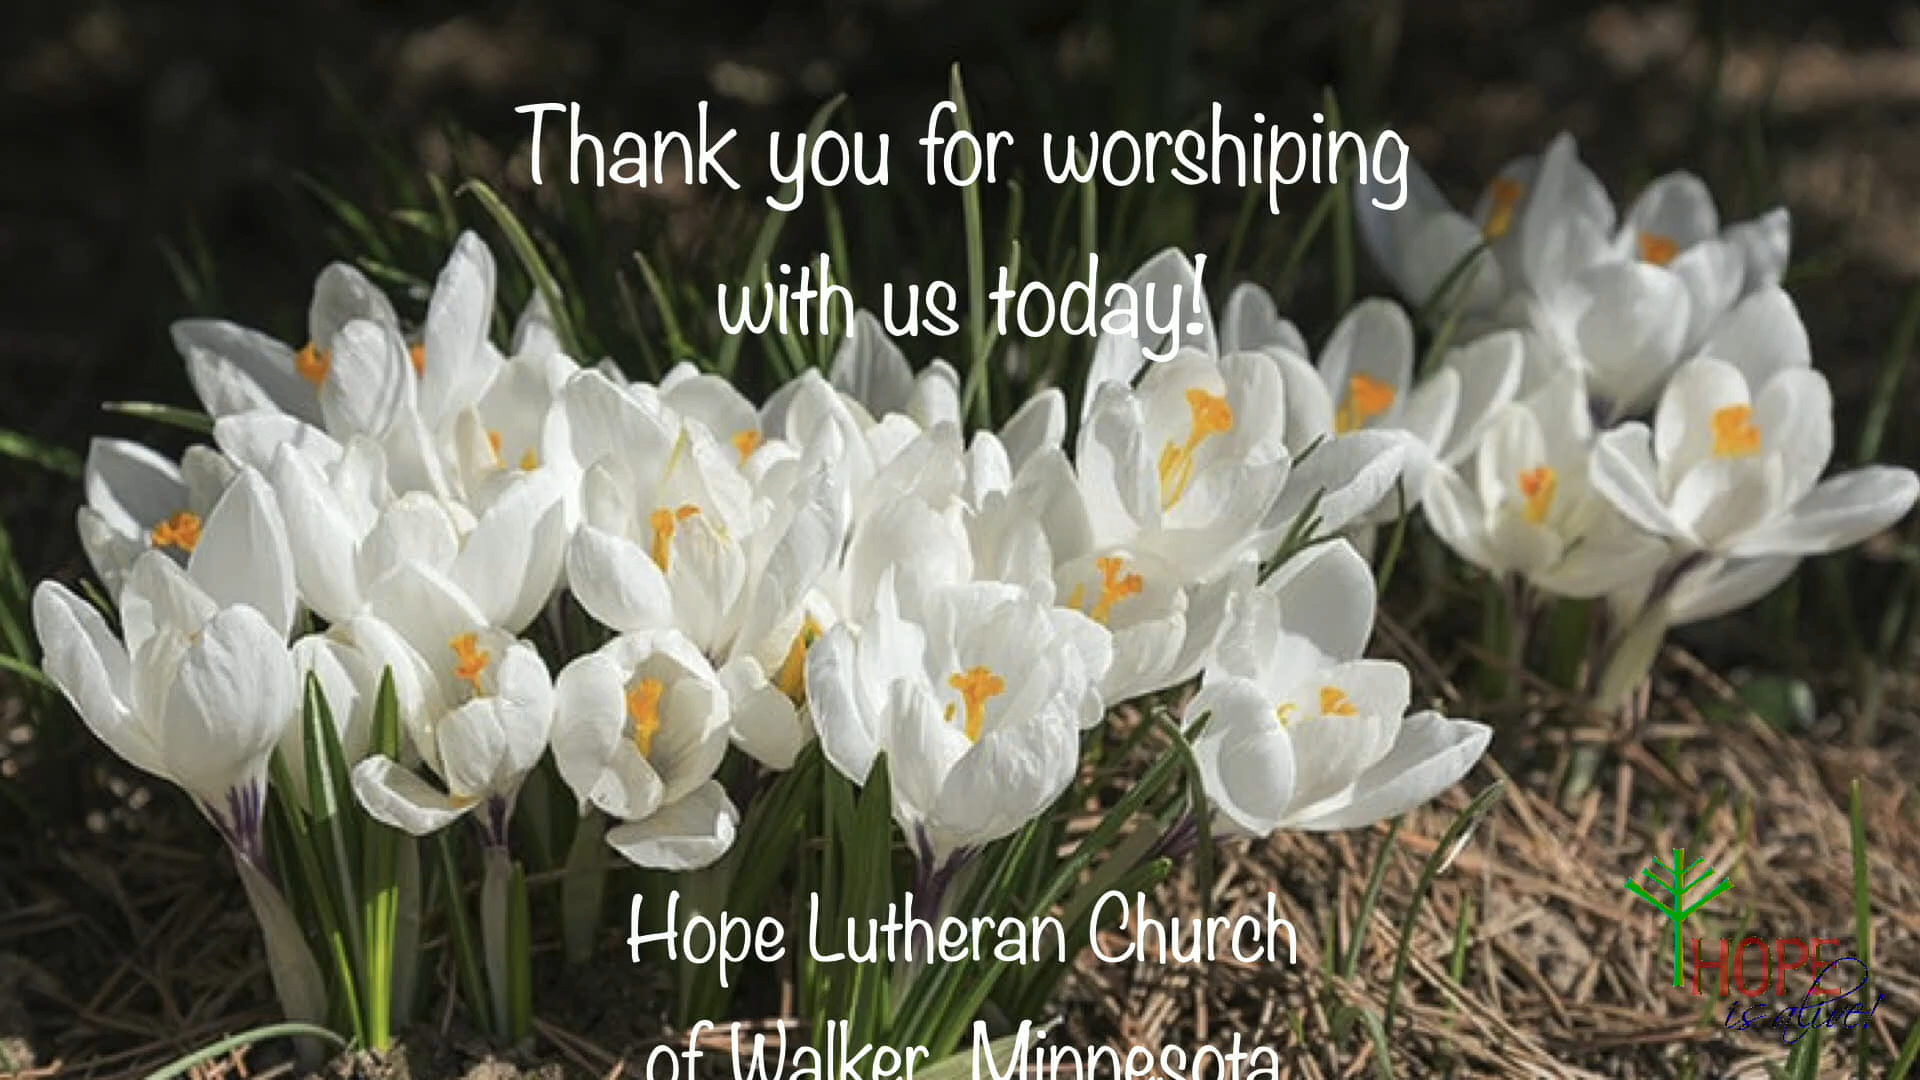 Thank you for worshiping
with us today!
Hope Lutheran Church
of Walker, Minnesota
HOPE
is alive!